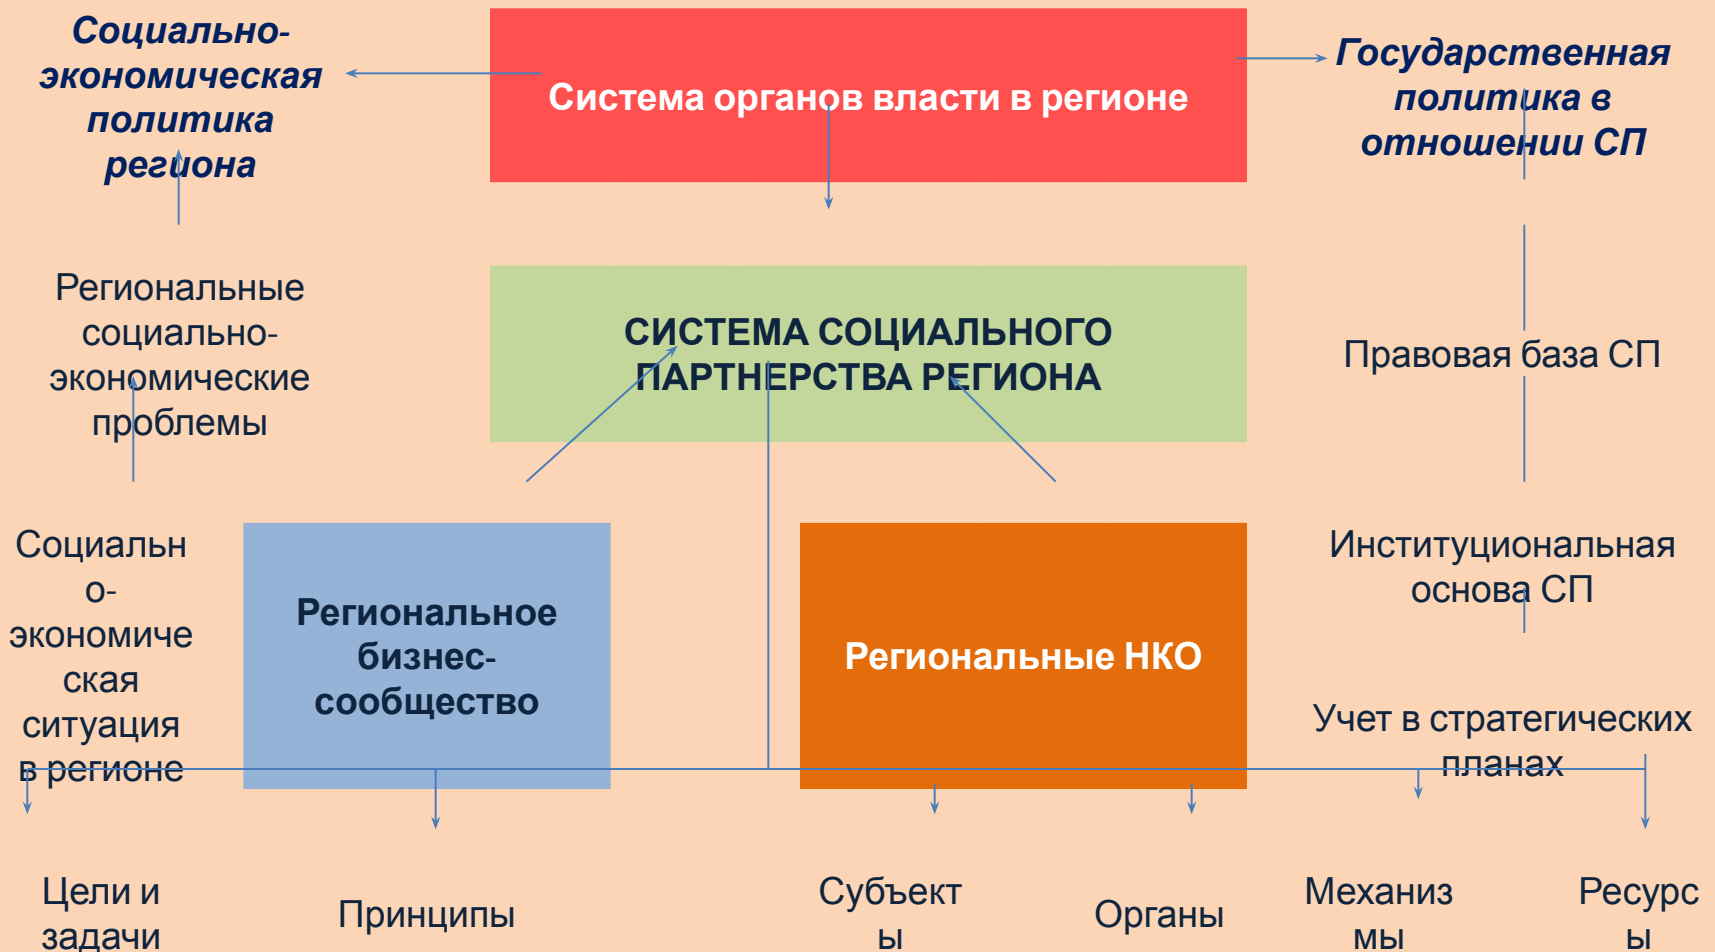 Социально-
экономическая
политика
региона
Система органов власти в регионе
Государственная
политика в
отношении СП
Региональные
социально-
экономические
проблемы
СИСТЕМА СОЦИАЛЬНОГО
ПАРТНЕРСТВА РЕГИОНА
Правовая база СП
Социальн
о-
экономиче
ская
ситуация
в регионе
Региональное
бизнес-
сообщество
Региональные НКО
Институциональная
основа СП
Учет в стратегических
планах
Цели и
задачи
Принципы
Субъект
ы
Органы
Механиз
мы
Ресурс
ы